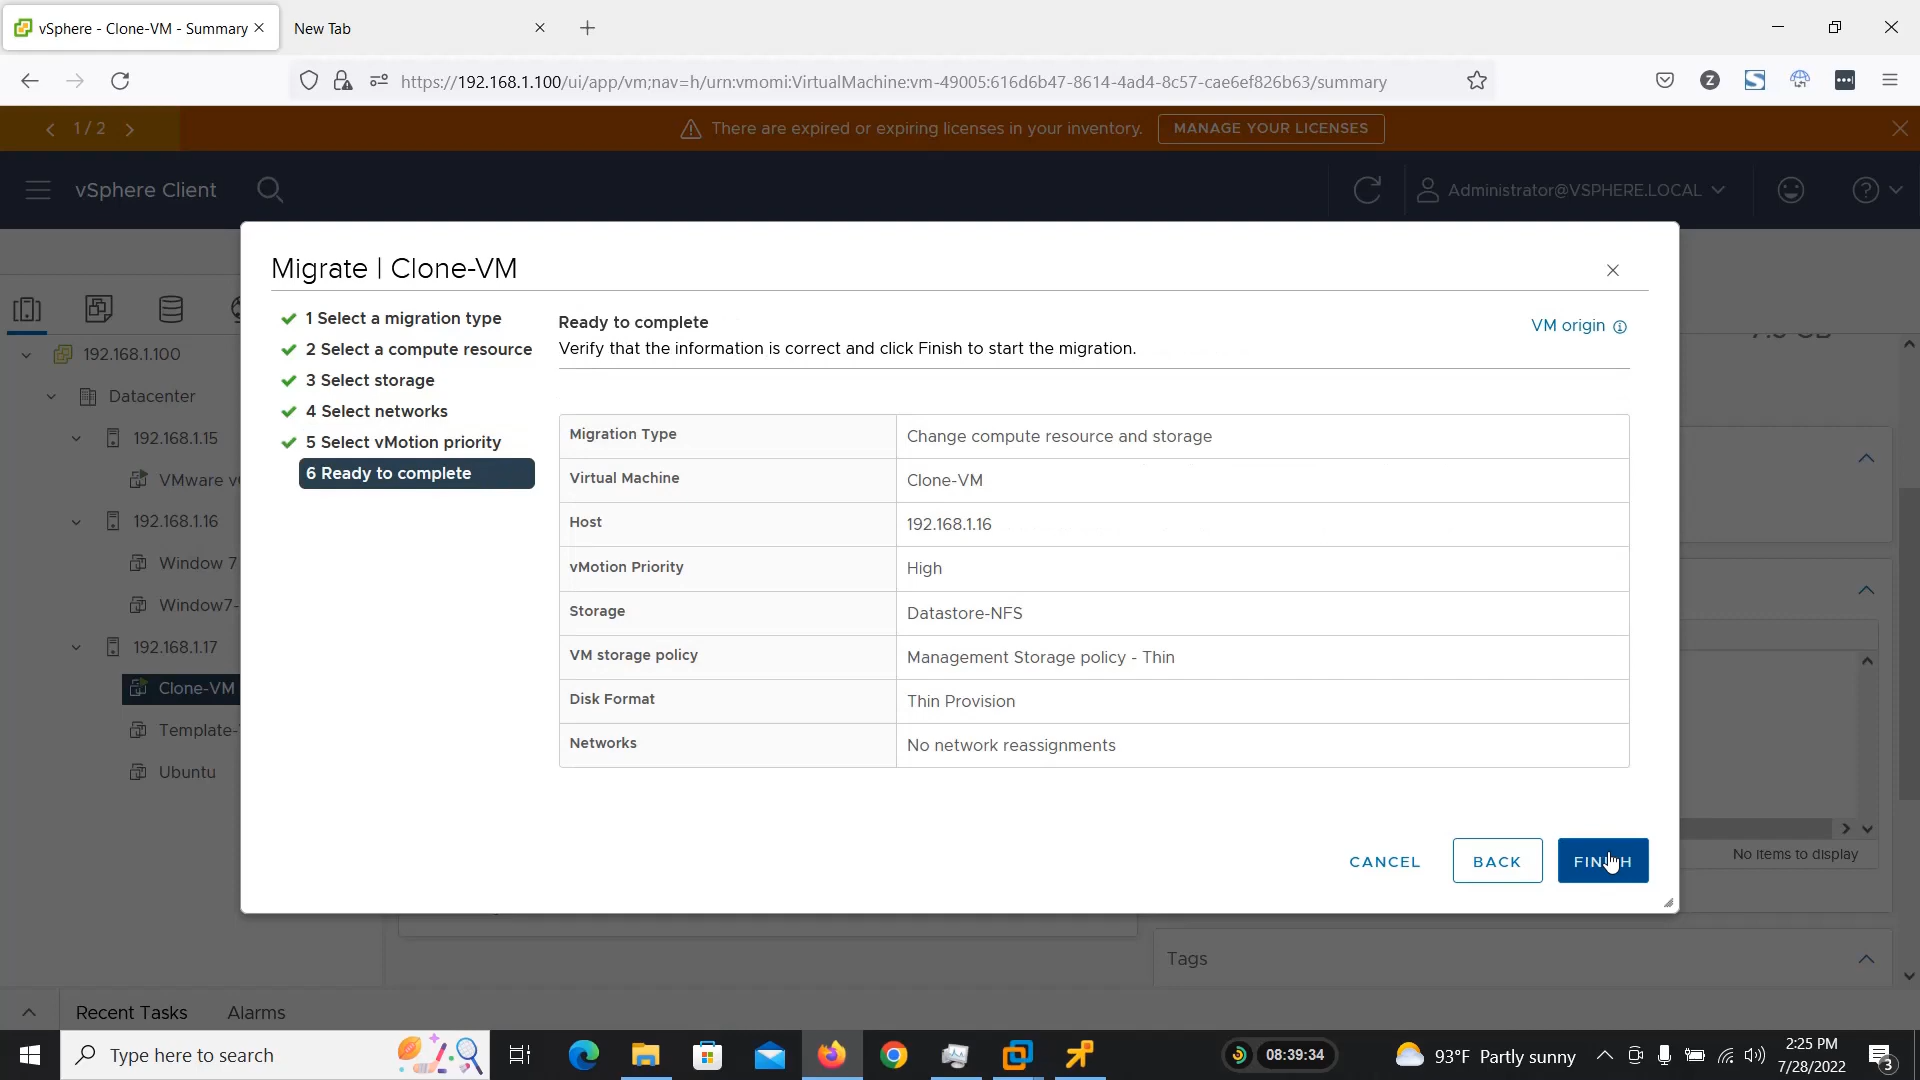 vSphere - Clone-VM - Summary
New Tab
https://192.168.1.100/ui/app/vm;nav=h/urn:vmomi:VirtualMachine:vm-49005:616d6b47-8614-4ad4-8c57-cae6ef826b63/summary
1 / 2
There are expired or expiring licenses in your inventory.
MANAGE YOUR LICENSES
vSphere Client
Administrator@VSPHERE.LOCAL
Migrate | Clone-VM
1 Select a migration type
2 Select a compute resource
3 Select storage
4 Select networks
5 Select vMotion priority
6 Ready to complete
Ready to complete
VM origin
Verify that the information is correct and click Finish to start the migration.
Migration Type
Change compute resource and storage
Virtual Machine
Clone-VM
Host
192.168.1.16
vMotion Priority
High
Storage
Datastore-NFS
VM storage policy
Management Storage policy - Thin
Disk Format
Thin Provision
Networks
No network reassignments
CANCEL
BACK
FINISH
192.168.1.100
Datacenter
192.168.1.15
VMware
192.168.1.16
Window 7
Window7-
192.168.1.17
Clone-VM
Template-
Ubuntu
No items to display
Tags
Recent Tasks
Alarms
Type here to search
08:39:34
93°F Partly sunny
2:25 PM
7/28/2022
3